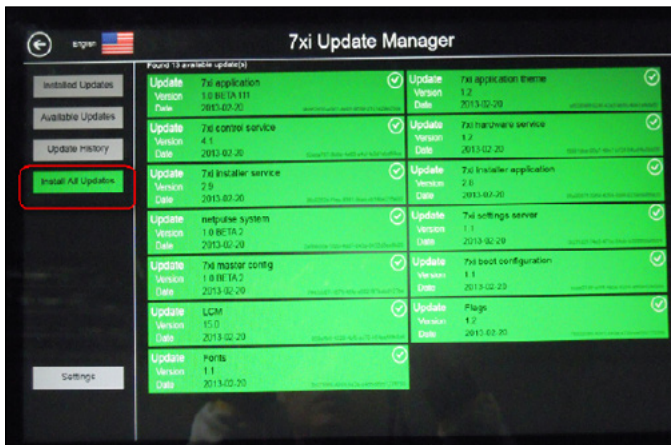 English
7xi Update Manager
Found 13 available update(s)
Installed Updates
Available Updates
Update History
Install All Updates
Settings
Update 7xi application
Version 1.0 BETA 111
Date 2013-02-20
Update 7xi application theme
Version 1.2
Date 2013-02-20
Update 7xi control service
Version 4.1
Date 2013-02-20
Update 7xi hardware service
Version 1.2
Date 2013-02-20
Update 7xi installer service
Version 2.9
Date 2013-02-20
Update 7xi installer application
Version 2.6
Date 2013-02-20
Update netpulse system
Version 1.0 BETA 2
Date 2013-02-20
Update 7xi settings server
Version 1.1
Date 2013-02-20
Update 7xi master config
Version 1.0 BETA 2
Date 2013-02-20
Update 7xi boot configuration
Version 1.1
Date 2013-02-20
Update LCM
Version 15.0
Date 2013-02-20
Update Flags
Version 1.2
Date 2013-02-20
Update Fonts
Version 1.1
Date 2013-02-20